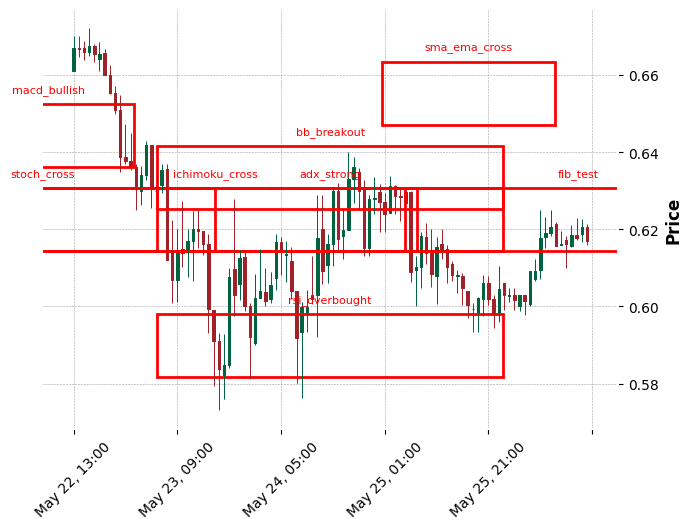 sma_ema_cross
macd_bullish
bb_breakout
stoch_cross
ichimoku_cross
adx_strong
fib_test
rsi_overbought
0.66
0.64
0.62
0.60
0.58
Price
May 22, 13:00
May 23, 09:00
May 24, 05:00
May 25, 01:00
May 25, 21:00